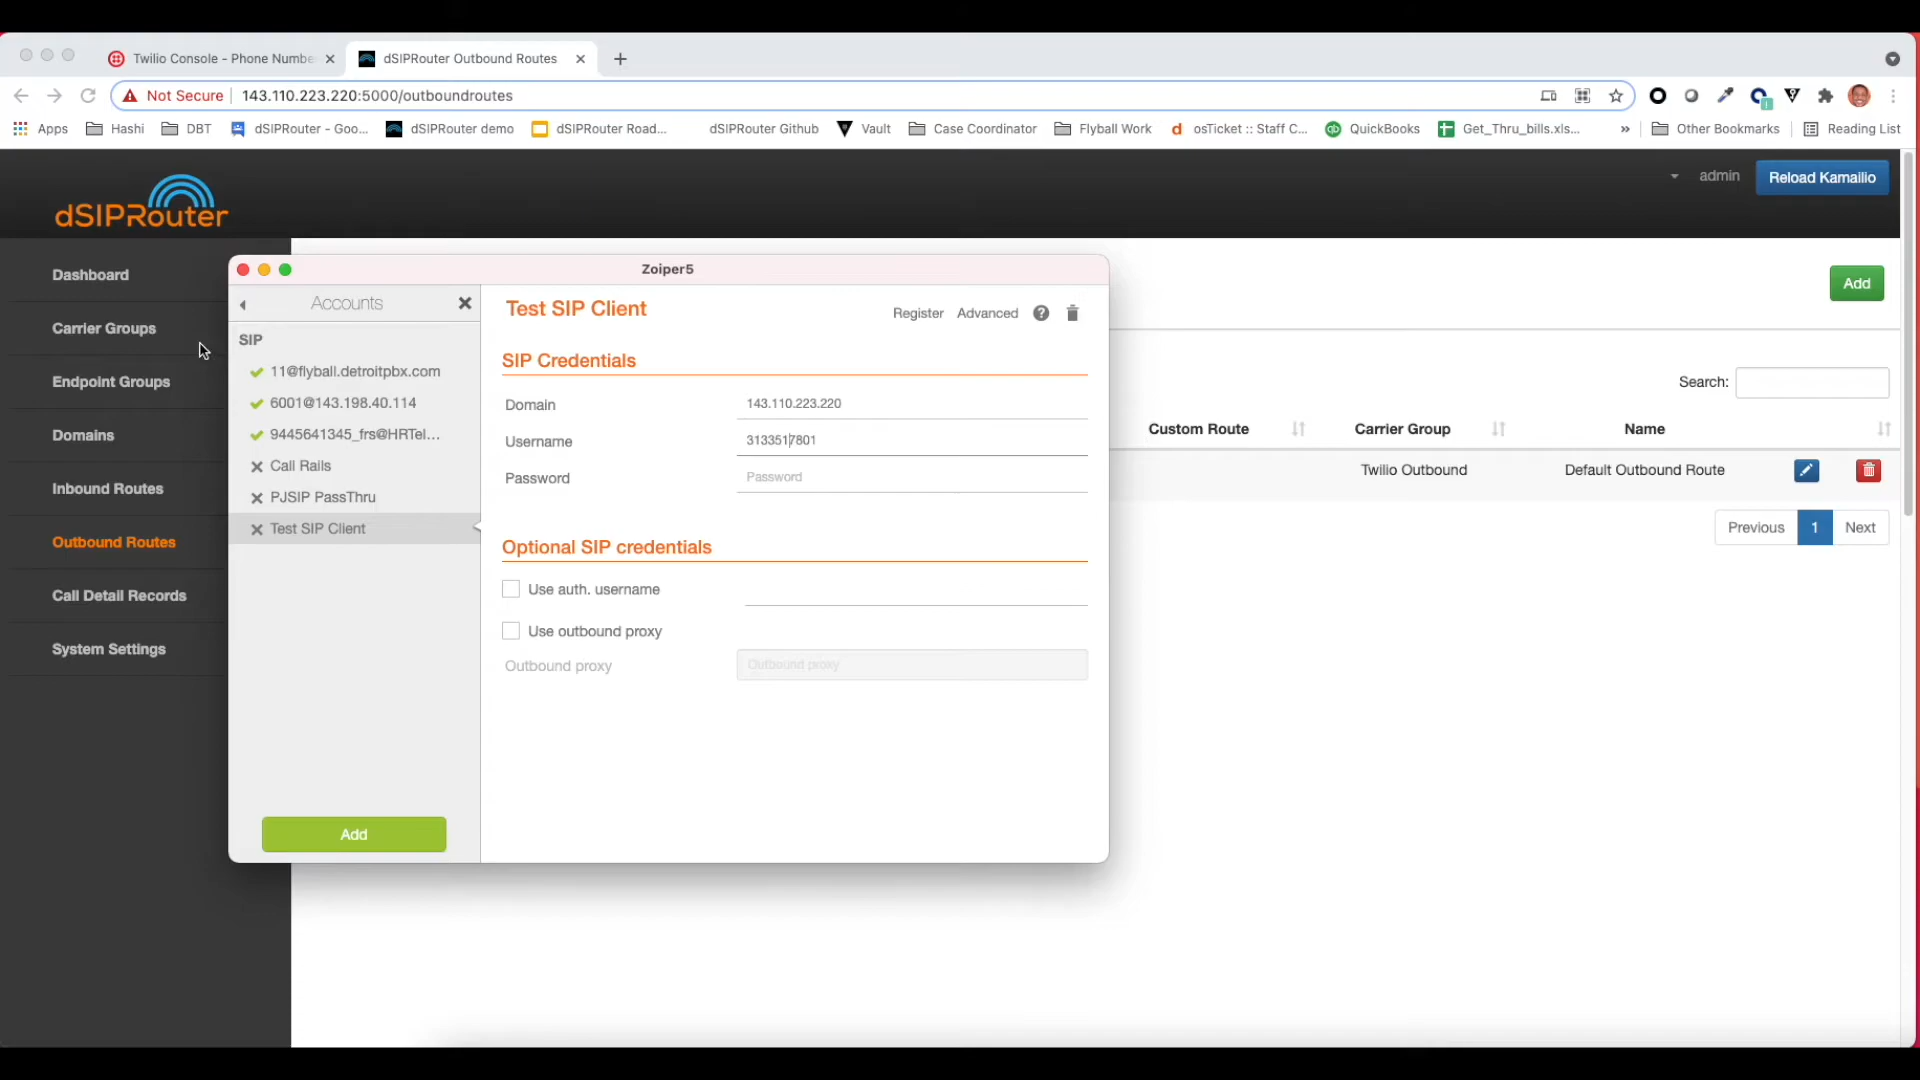 Twilio Console - Phone Numbe
dSIPRouter Outbound Routes
Not Secure
143.110.223.220:5000/outboundroutes
Apps
Hashi
DBT
dSIPRouter - Goo...
dSIPRouter demo
dSIPRouter Road...
dSIPRouter Github
Vault
Case Coordinator
Flyball Work
osTicket :: Staff C...
QuickBooks
Get_Thru_bills.xls...
»
Other Bookmarks
Reading List
dSIPRouter
admin
Reload Kamailio
Dashboard
Carrier Groups
Endpoint Groups
Domains
Inbound Routes
Outbound Routes
Call Detail Records
System Settings
Zoiper5
Accounts
SIP
11@flyball.detroitpbx.com
6001@143.198.40.114
9445641345_frs@HRTel...
Call Rails
PJSIP PassThru
Test SIP Client
Add
Test SIP Client
Register
Advanced
?
SIP Credentials
Domain
143.110.223.220
Username
3133517801
Password
Password
Optional SIP credentials
Use auth. username
Use outbound proxy
Outbound proxy
Outbound proxy
Add
Search:
Custom Route
Carrier Group
Name
Twilio Outbound
Default Outbound Route
Previous
1
Next